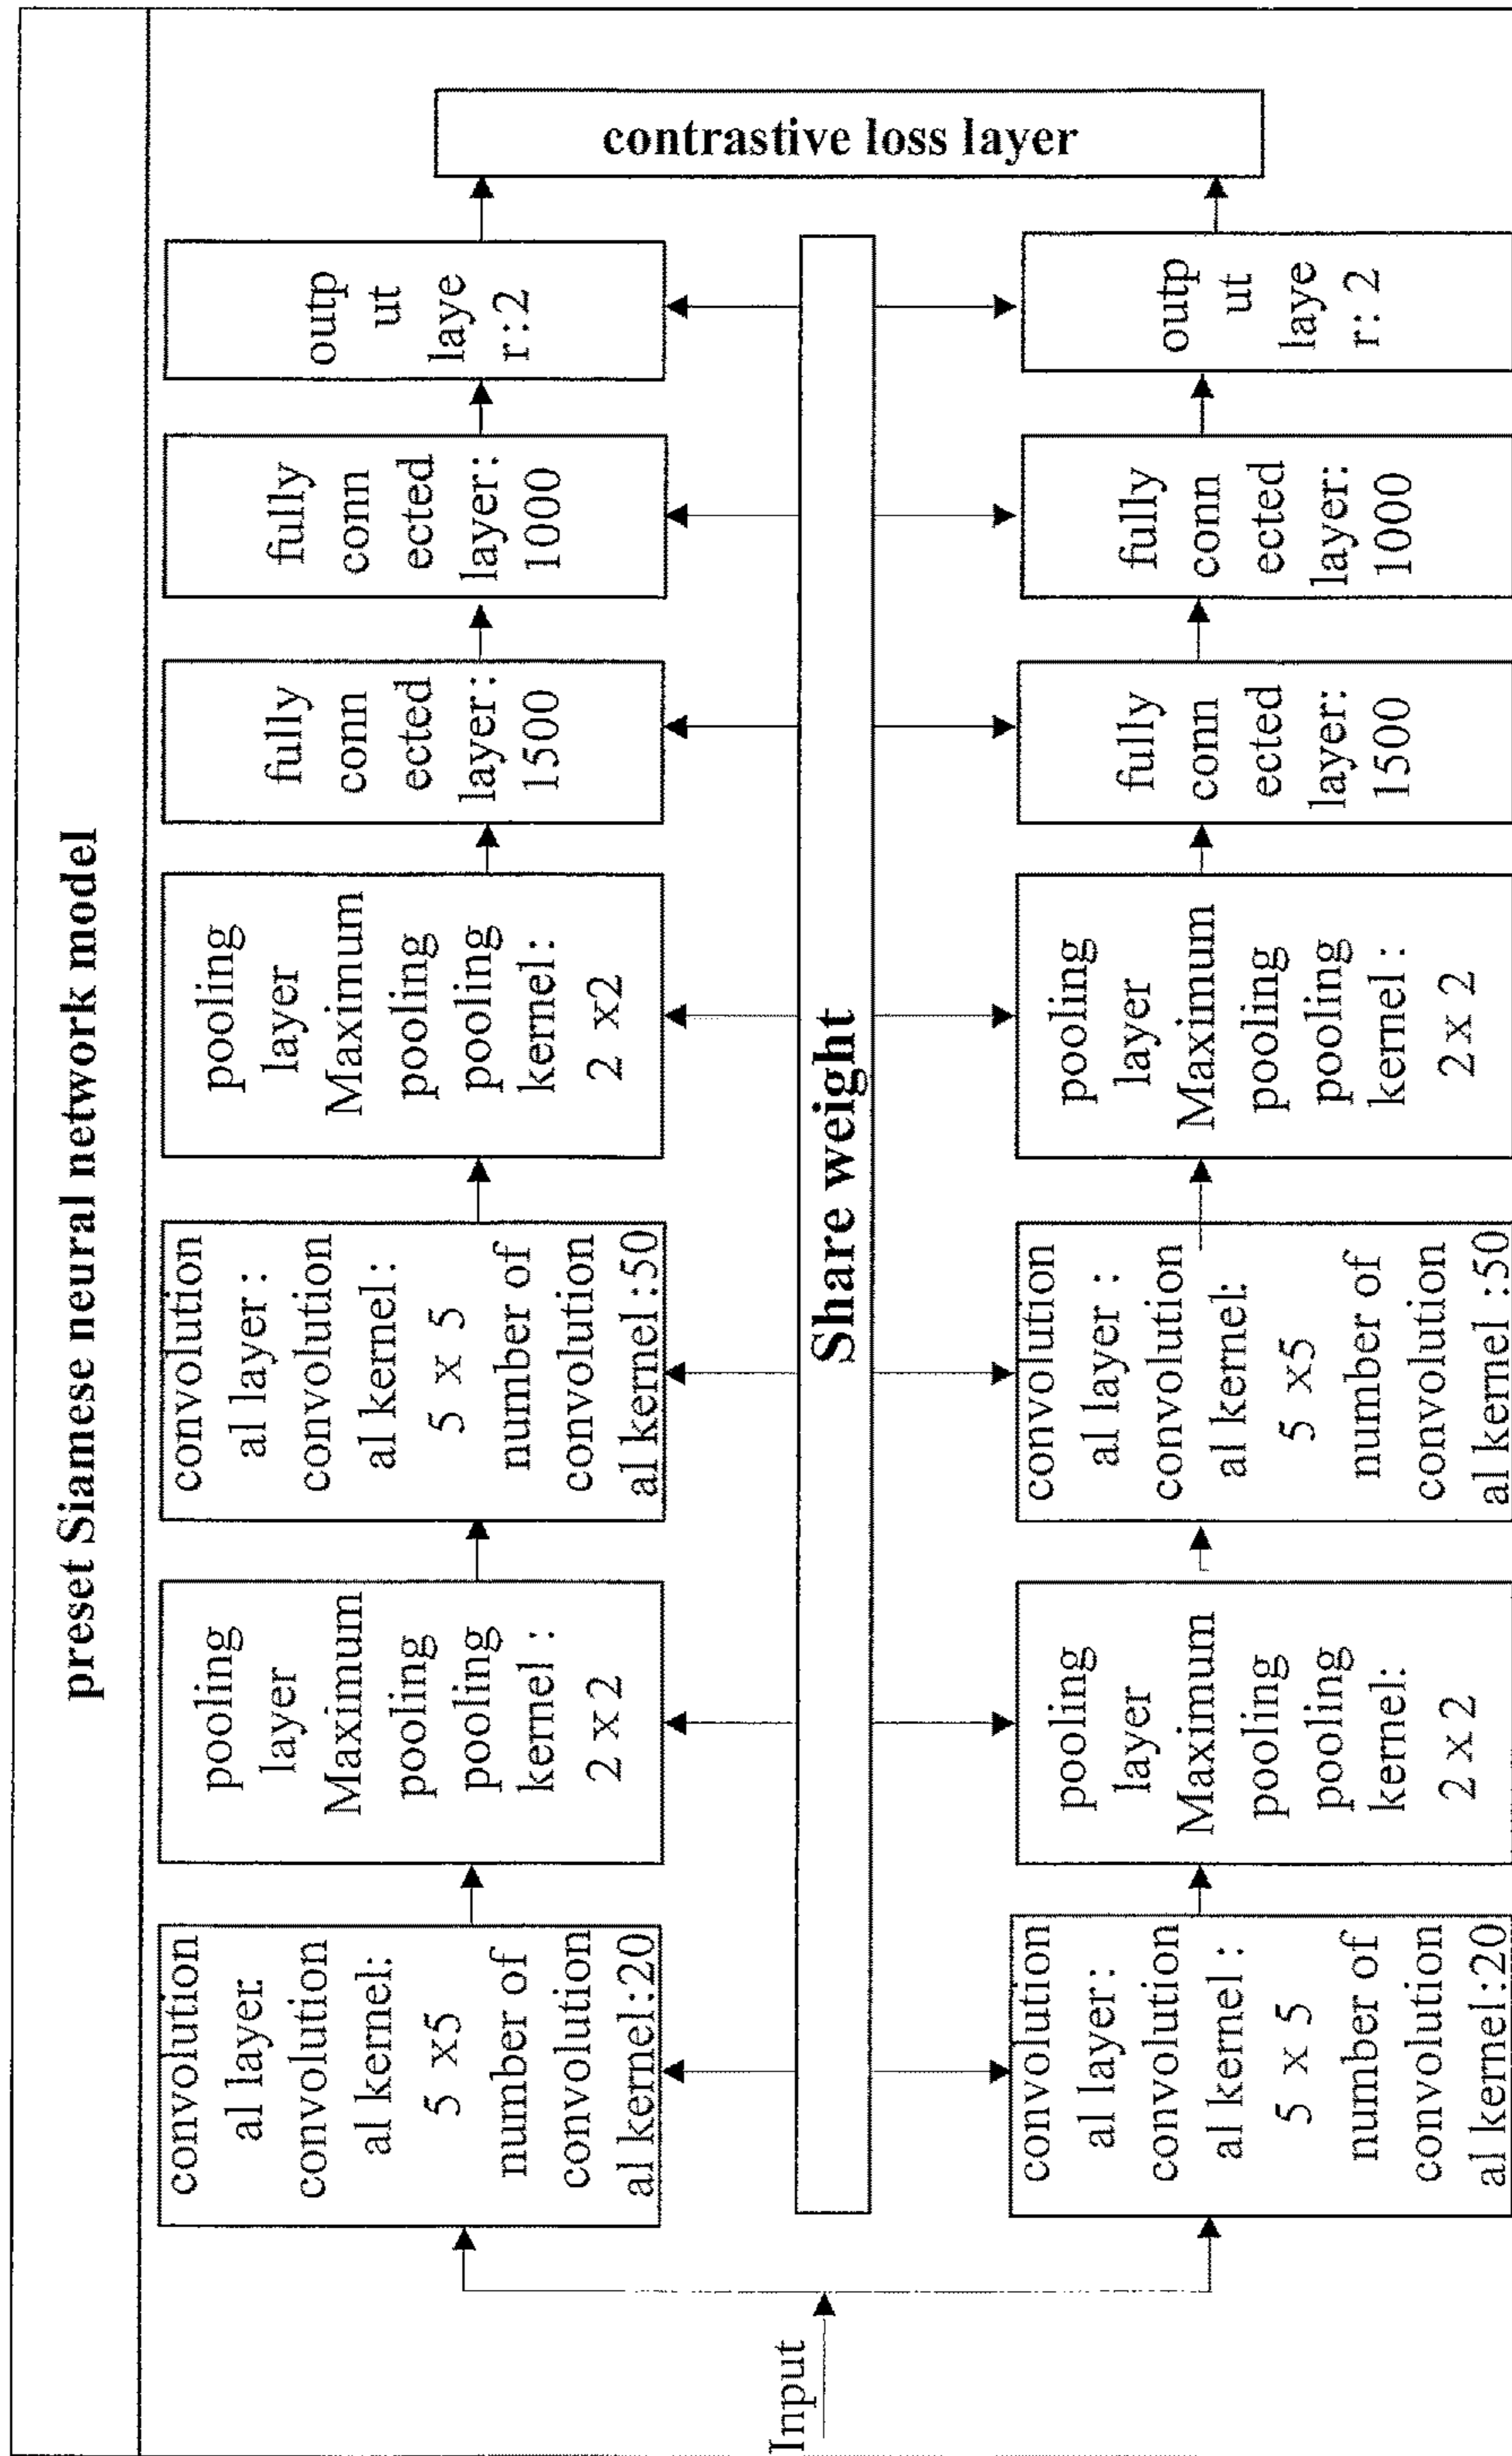 preset Siamese neural network model
Input
convolution
al layer.
convolution
al kernel:
5 x5
number of
convolution
al kernel:20
pooling
layer
Maximum
pooling
pooling
kernel :
2 x 2
convolution
al layer :
convolution
al kernel :
5 x 5
number of
convolution
al kernel :50
pooling
layer
Maximum
pooling
pooling
kernel:
2 x2
fully
conn
ected
layer:
1500
fully
conn
ected
layer:
1000
outp
ut
laye
r:2
contrastive loss layer
Share weight
convolution
al layer:
convolution
al kernel :
5 x 5
number of
convolution
al kernel:20
pooling
layer
Maximum
pooling
pooling
kernel:
2 x 2
convolution
al layer :
convolution
al kernel:
5 x5
number of
convolution
al kernel :50
pooling
layer
Maximum
pooling
pooling
kernel :
2 x 2
fully
conn
ected
layer:
1500
fully
conn
ected
layer:
1000
outp
ut
laye
r: 2